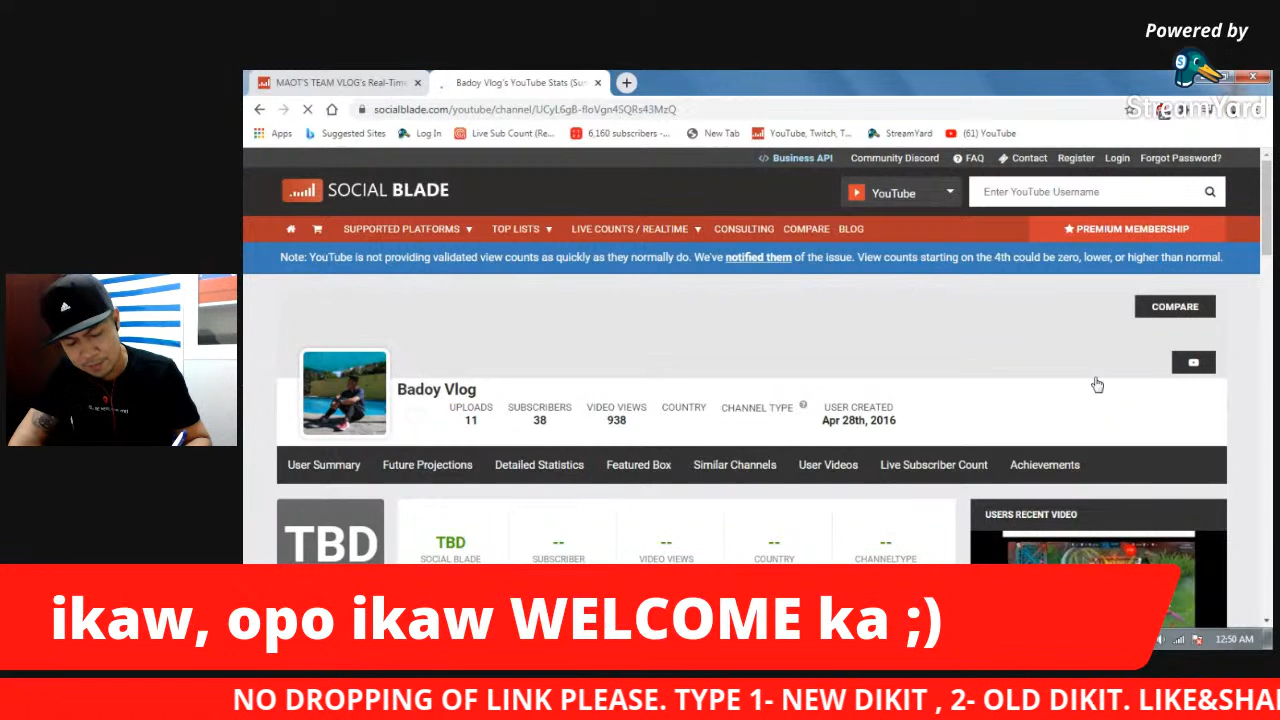 Powered by
StreamYard
MAOT'S TEAM VLOG's Real-Time
Badoy Vlog's YouTube Stats (Su
socialblade.com/youtube/channel/UCyL6gB-floVgn4SQRs43MzQ
Apps
Suggested Sites
Log In
Live Sub Count (Re...
6,160 subscribers -...
New Tab
YouTube, Twitch, T...
StreamYard
(61) YouTube
Business API
Community Discord
FAQ
Contact
Register
Login
Forgot Password?
SOCIAL BLADE
YouTube
Enter YouTube Username
SUPPORTED PLATFORMS
TOP LISTS
LIVE COUNTS / REALTIME
CONSULTING
COMPARE
BLOG
PREMIUM MEMBERSHIP
Note: YouTube is not providing validated view counts as quickly as they normally do. We've notified them of the issue. View counts starting on the 4th could be zero, lower, or higher than normal.
COMPARE
Badoy Vlog
UPLOADS
11
SUBSCRIBERS
38
VIDEO VIEWS
938
COUNTRY
CHANNEL TYPE
USER CREATED
Apr 28th, 2016
User Summary
Future Projections
Detailed Statistics
Featured Box
Similar Channels
User Videos
Live Subscriber Count
Achievements
TBD
TBD
SOCIAL BLADE
--
SUBSCRIBER
--
VIDEO VIEWS
--
COUNTRY
--
CHANNELTYPE
USERS RECENT VIDEO
12:50 AM
ikaw, opo ikaw WELCOME ka ;)
NO DROPPING OF LINK PLEASE. TYPE 1- NEW DIKIT , 2- OLD DIKIT. LIKE&SHA